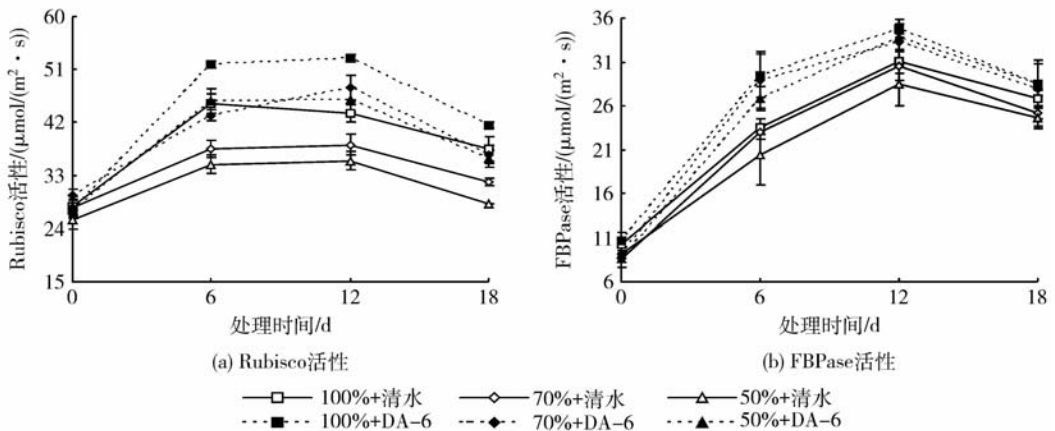 60
51
42
33
24
15
Rubisco活性/(μmol/(m²·s))
0
6
12
18
处理时间/d
(a) Rubisco活性
36
31
26
21
16
11
6
FBPase活性/(μmol/(m²·s))
0
6
12
18
处理时间/d
(b) FBPase活性
100%+清水
70%+清水
50%+清水
100%+DA-6
70%+DA-6
50%+DA-6